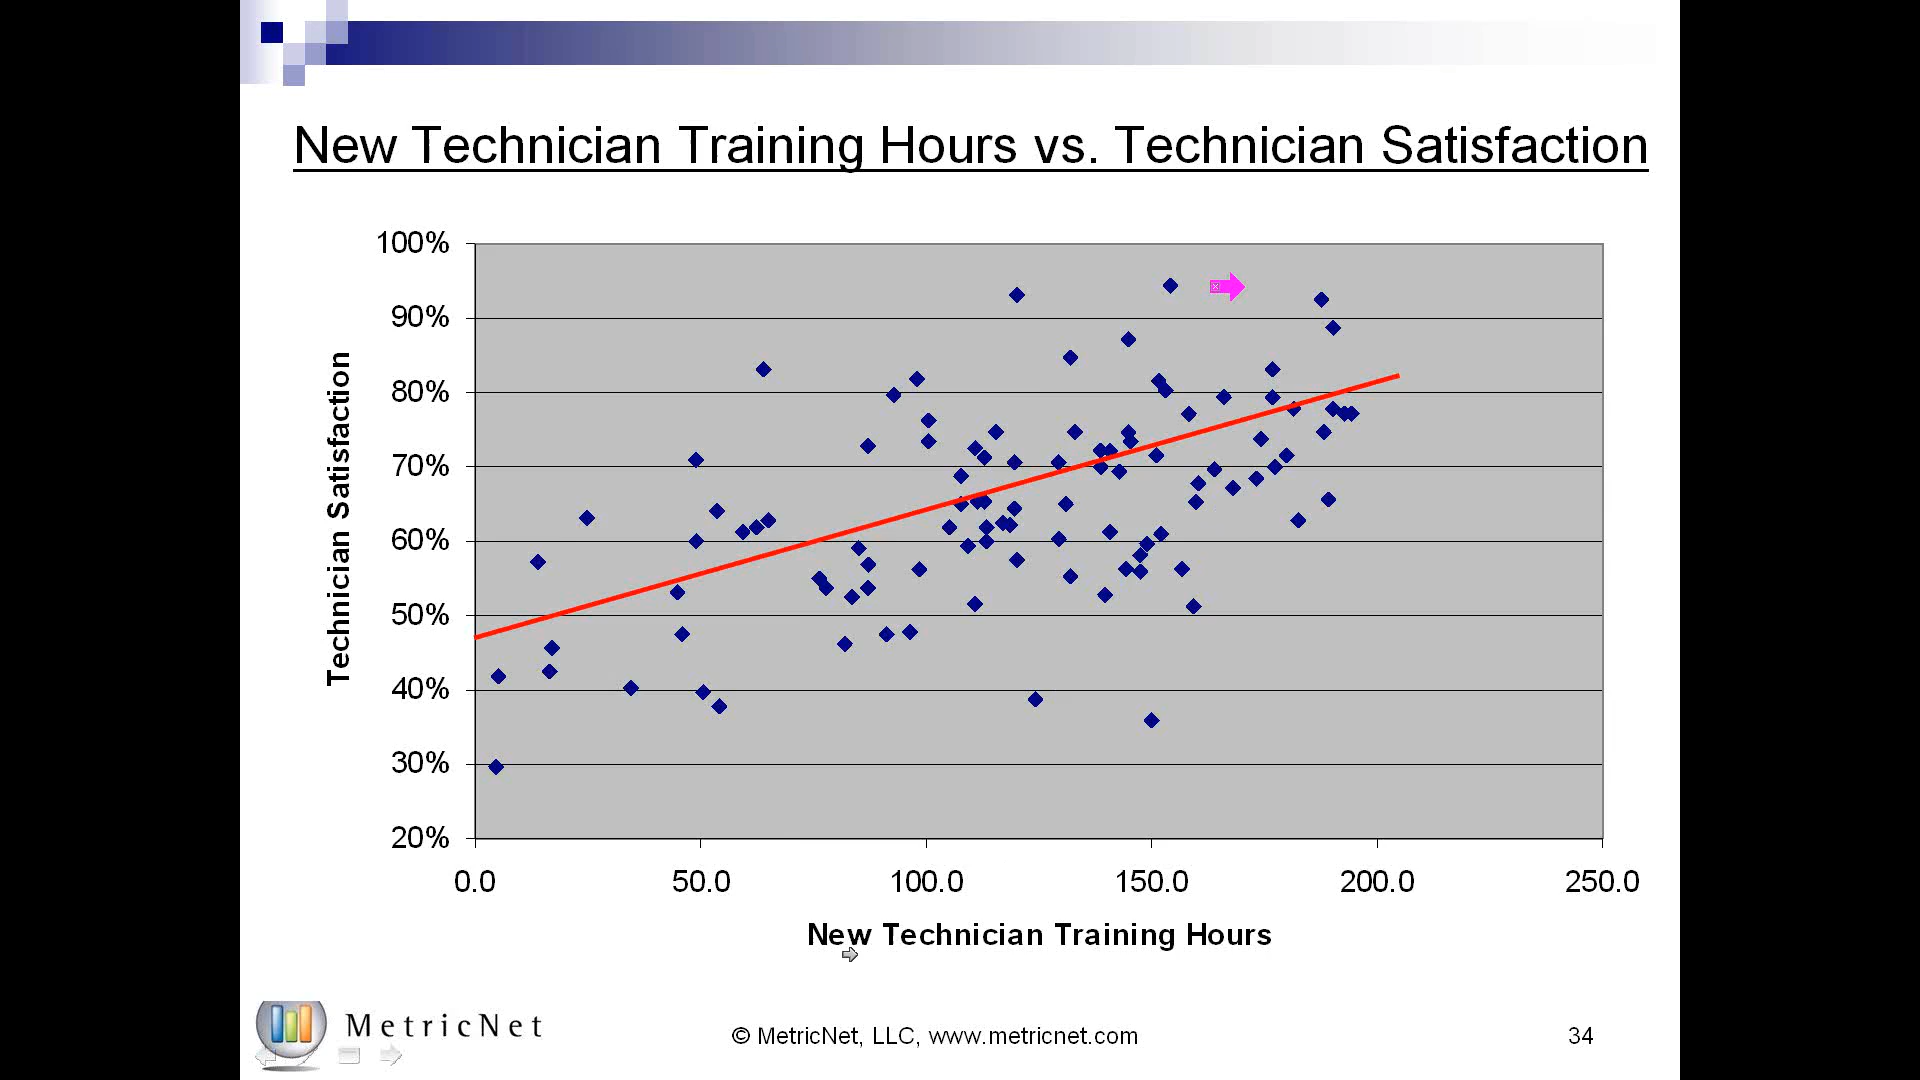 New Technician Training Hours vs. Technician Satisfaction
100%
90%
80%
70%
60%
50%
40%
30%
20%
Technician Satisfaction
0.0 50.0 100.0 150.0 200.0 250.0
New Technician Training Hours
MetricNet
© MetricNet, LLC, www.metricnet.com
34